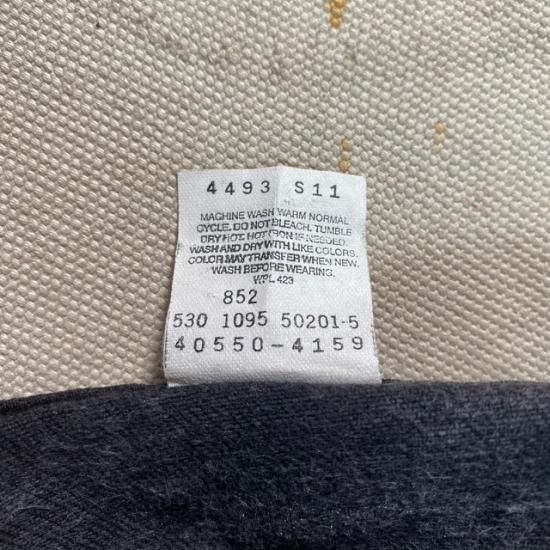 4493 S11
MACHINE WASH WARM NORMAL
CYCLE. DO NOT BLEACH. TUMBLE
DRY HOT. HOT IRON IF NEEDED.
WASH AND DRY WITH LIKE COLORS.
COLOR MAY TRANSFER WHEN NEW.
WASH BEFORE WEARING.
WPL 423
852
530 1095 50201-5
40550-4159